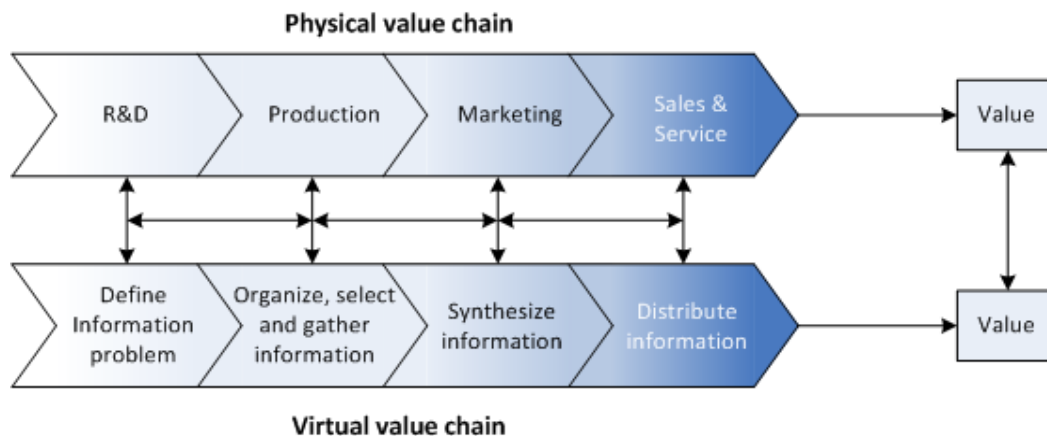 Physical value chain
R&D
Production
Marketing
Sales &
Service
Value
Define
Information
problem
Organize, select
and gather
information
Synthesize
information
Distribute
information
Value
Virtual value chain